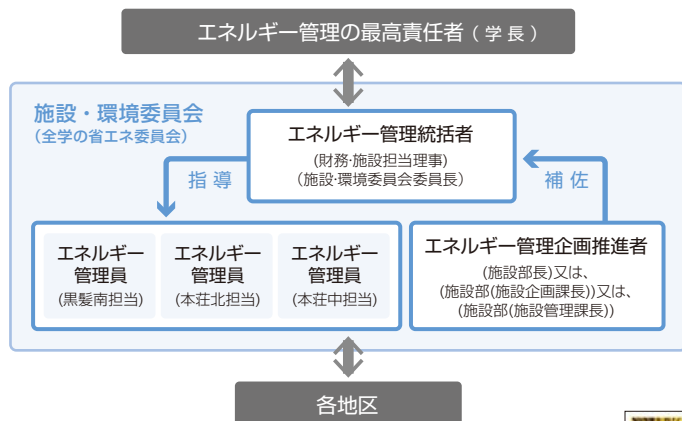 エネルギー管理の最高責任者（学長）
施設・環境委員会
(全学の省エネ委員会)
エネルギー管理統括者
(財務･施設担当理事)
（施設･環境委員会委員長）
指導
補佐
エネルギー
管理員
(黒髪南担当)
エネルギー
管理員
(本荘北担当)
エネルギー
管理員
(本荘中担当)
エネルギー管理企画推進者
(施設部長)又は、
(施設部(施設企画課長))又は、
(施設部(施設管理課長))
各地区